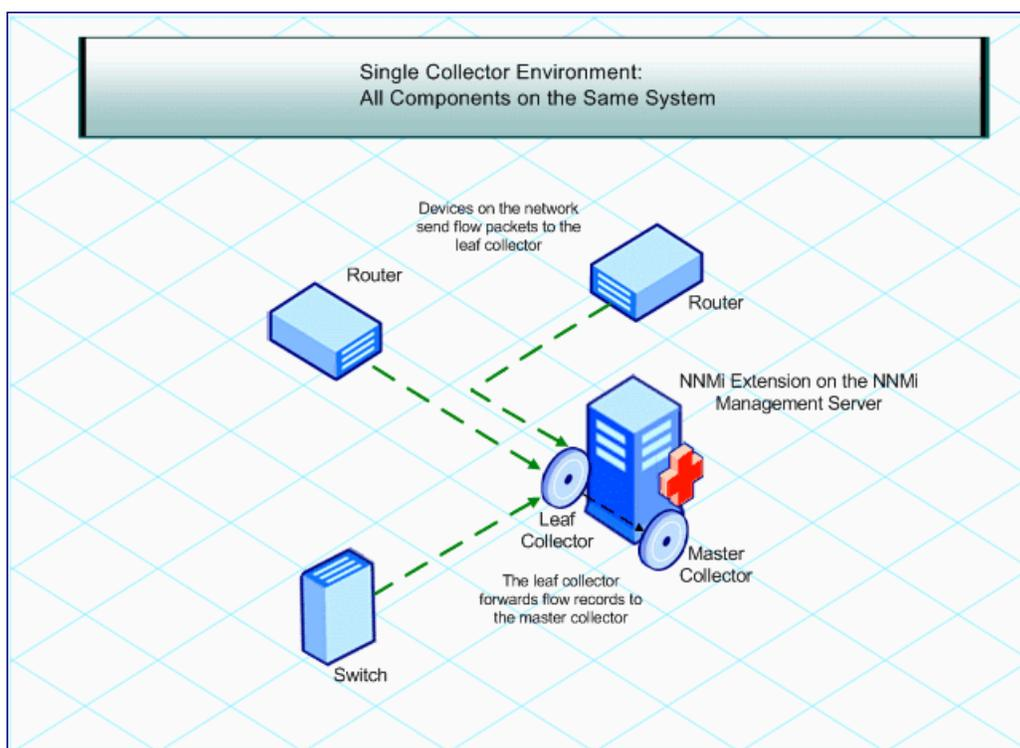 Single Collector Environment:
All Components on the Same System
Devices on the network
send flow packets to the
leaf collector
Router
Router
NNMi Extension on the NNMi
Management Server
Leaf
Collector
Master
Collector
The leaf collector
forwards flow records to
the master collector
Switch